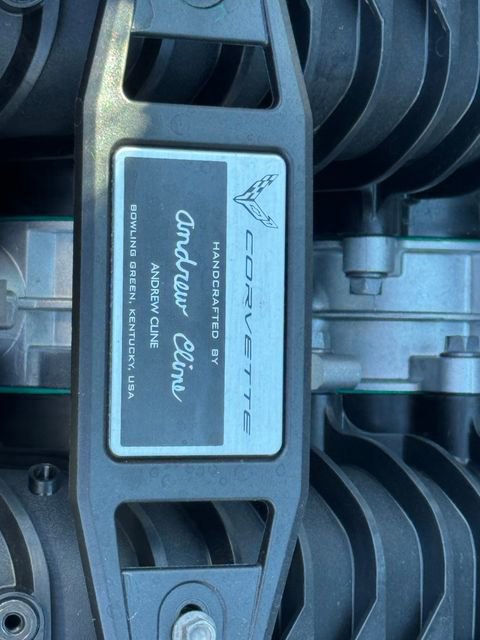 CORVETTE
HANDCRAFTED BY
Andrew Cline
ANDREW CLINE
BOWLING GREEN, KENTUCKY, USA